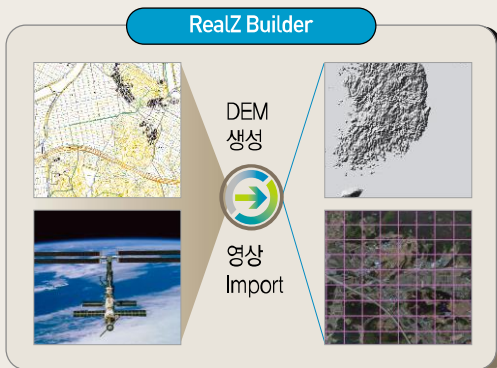 RealZ Builder
DEM
생성
영상
Import